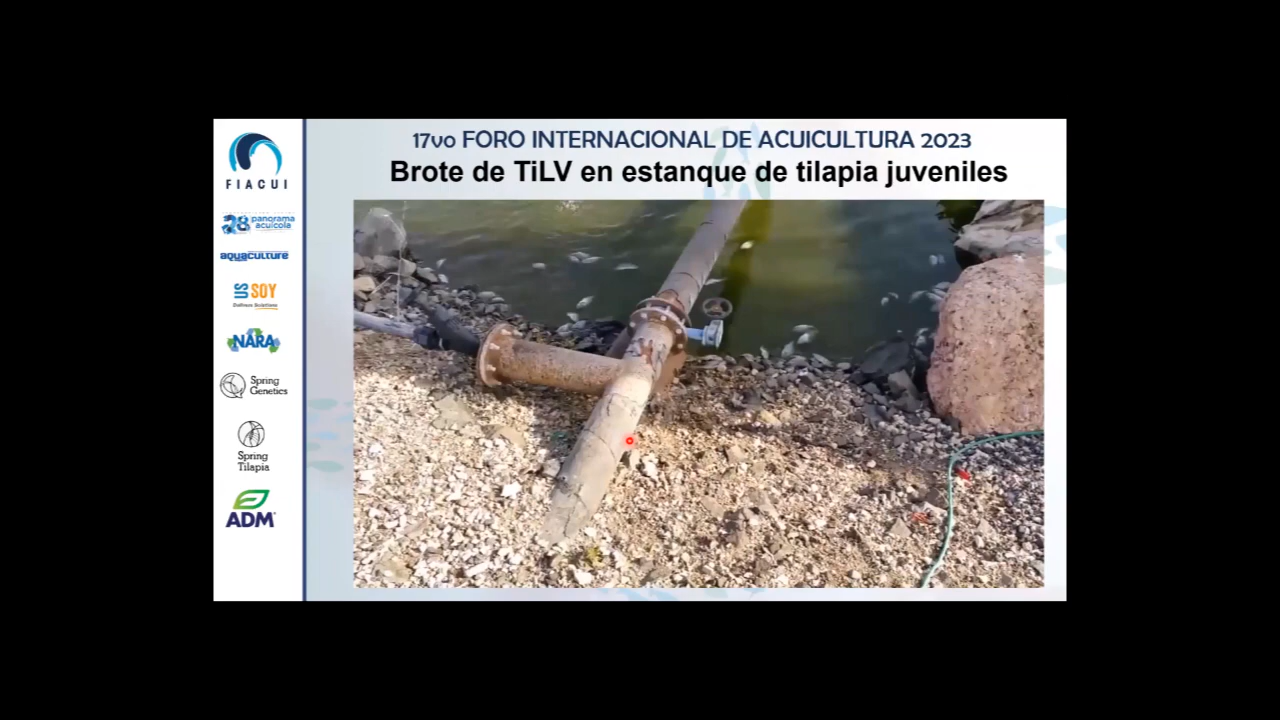 17vo FORO INTERNACIONAL DE ACUICULTURA 2023
Brote de TiLV en estanque de tilapia juveniles
FIACUI
28 panorama
acuícola
aquaculture
US
SOY
NARA
Spring
Genetics
Spring
Tilapia
ADM